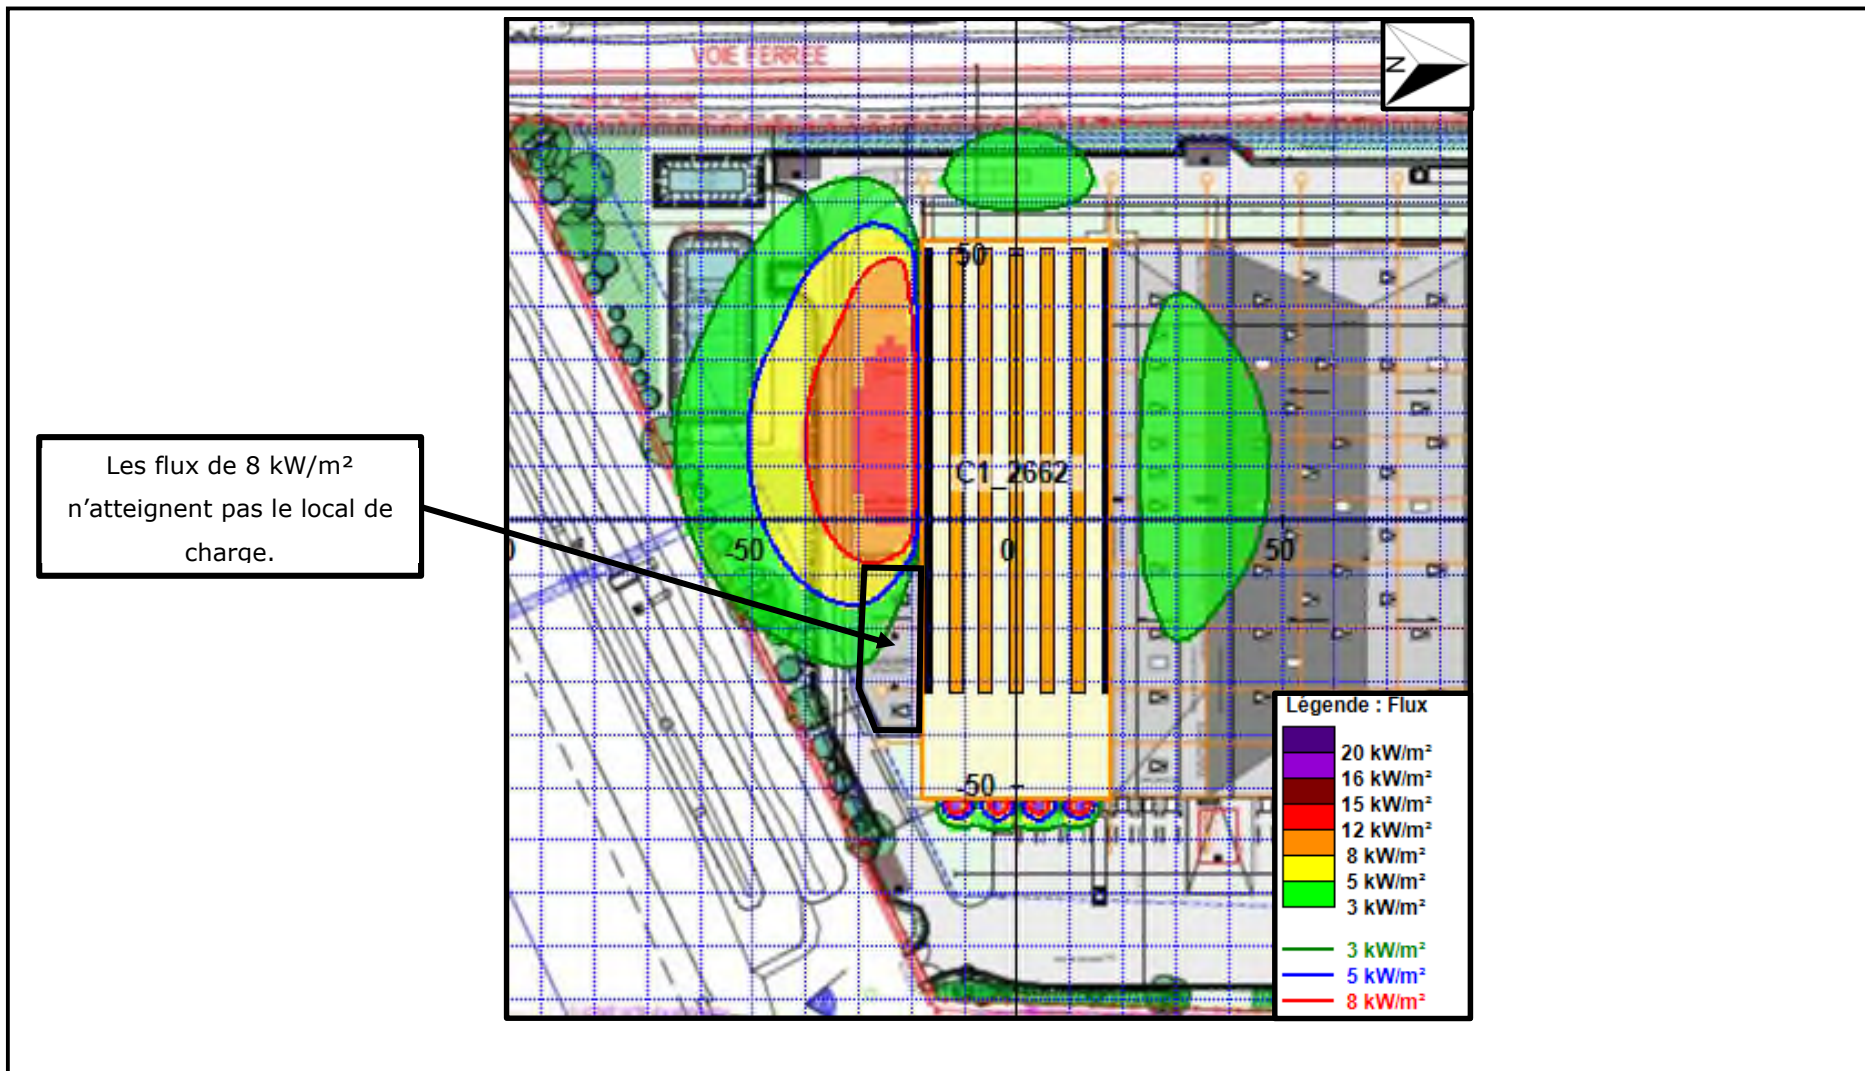 VOIE FERRÉE
N
50
C1_2662
Les flux de 8 kW/m²
n'atteignent pas le local de
charge.
-50
0
50
-50
Légende : Flux
20 kW/m²
16 kW/m²
15 kW/m²
12 kW/m²
8 kW/m²
5 kW/m²
3 kW/m²
3 kW/m²
5 kW/m²
8 kW/m²